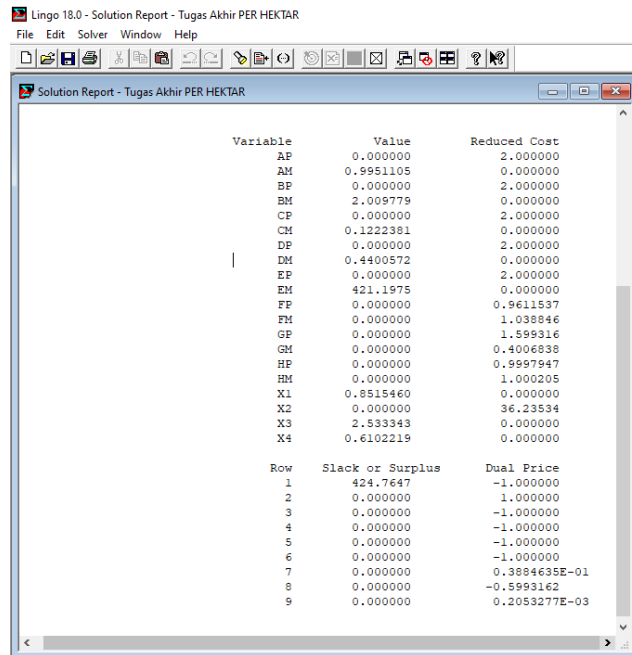 Lingo 18.0 - Solution Report - Tugas Akhir PER HEKTAR
File Edit Solver Window Help
Solution Report - Tugas Akhir PER HEKTAR
Variable Value Reduced Cost
AP 0.000000 2.000000
AM 0.9951105 0.000000
BP 0.000000 2.000000
BM 2.009779 0.000000
CP 0.000000 2.000000
CM 0.1222381 0.000000
DP 0.000000 2.000000
DM 0.4400572 0.000000
EP 0.000000 2.000000
EM 421.1975 0.000000
FP 0.000000 0.9611537
FM 0.000000 1.038846
GP 0.000000 1.599316
GM 0.000000 0.4006838
HP 0.000000 0.9997947
HM 0.000000 1.000205
X1 0.8515460 0.000000
X2 0.000000 36.23534
X3 2.533343 0.000000
X4 0.6102219 0.000000
Row Slack or Surplus Dual Price
1 424.7647 -1.000000
2 0.000000 1.000000
3 0.000000 -1.000000
4 0.000000 -1.000000
5 0.000000 -1.000000
6 0.000000 -1.000000
7 0.000000 0.3884635E-01
8 0.000000 -0.5993162
9 0.000000 0.2053277E-03